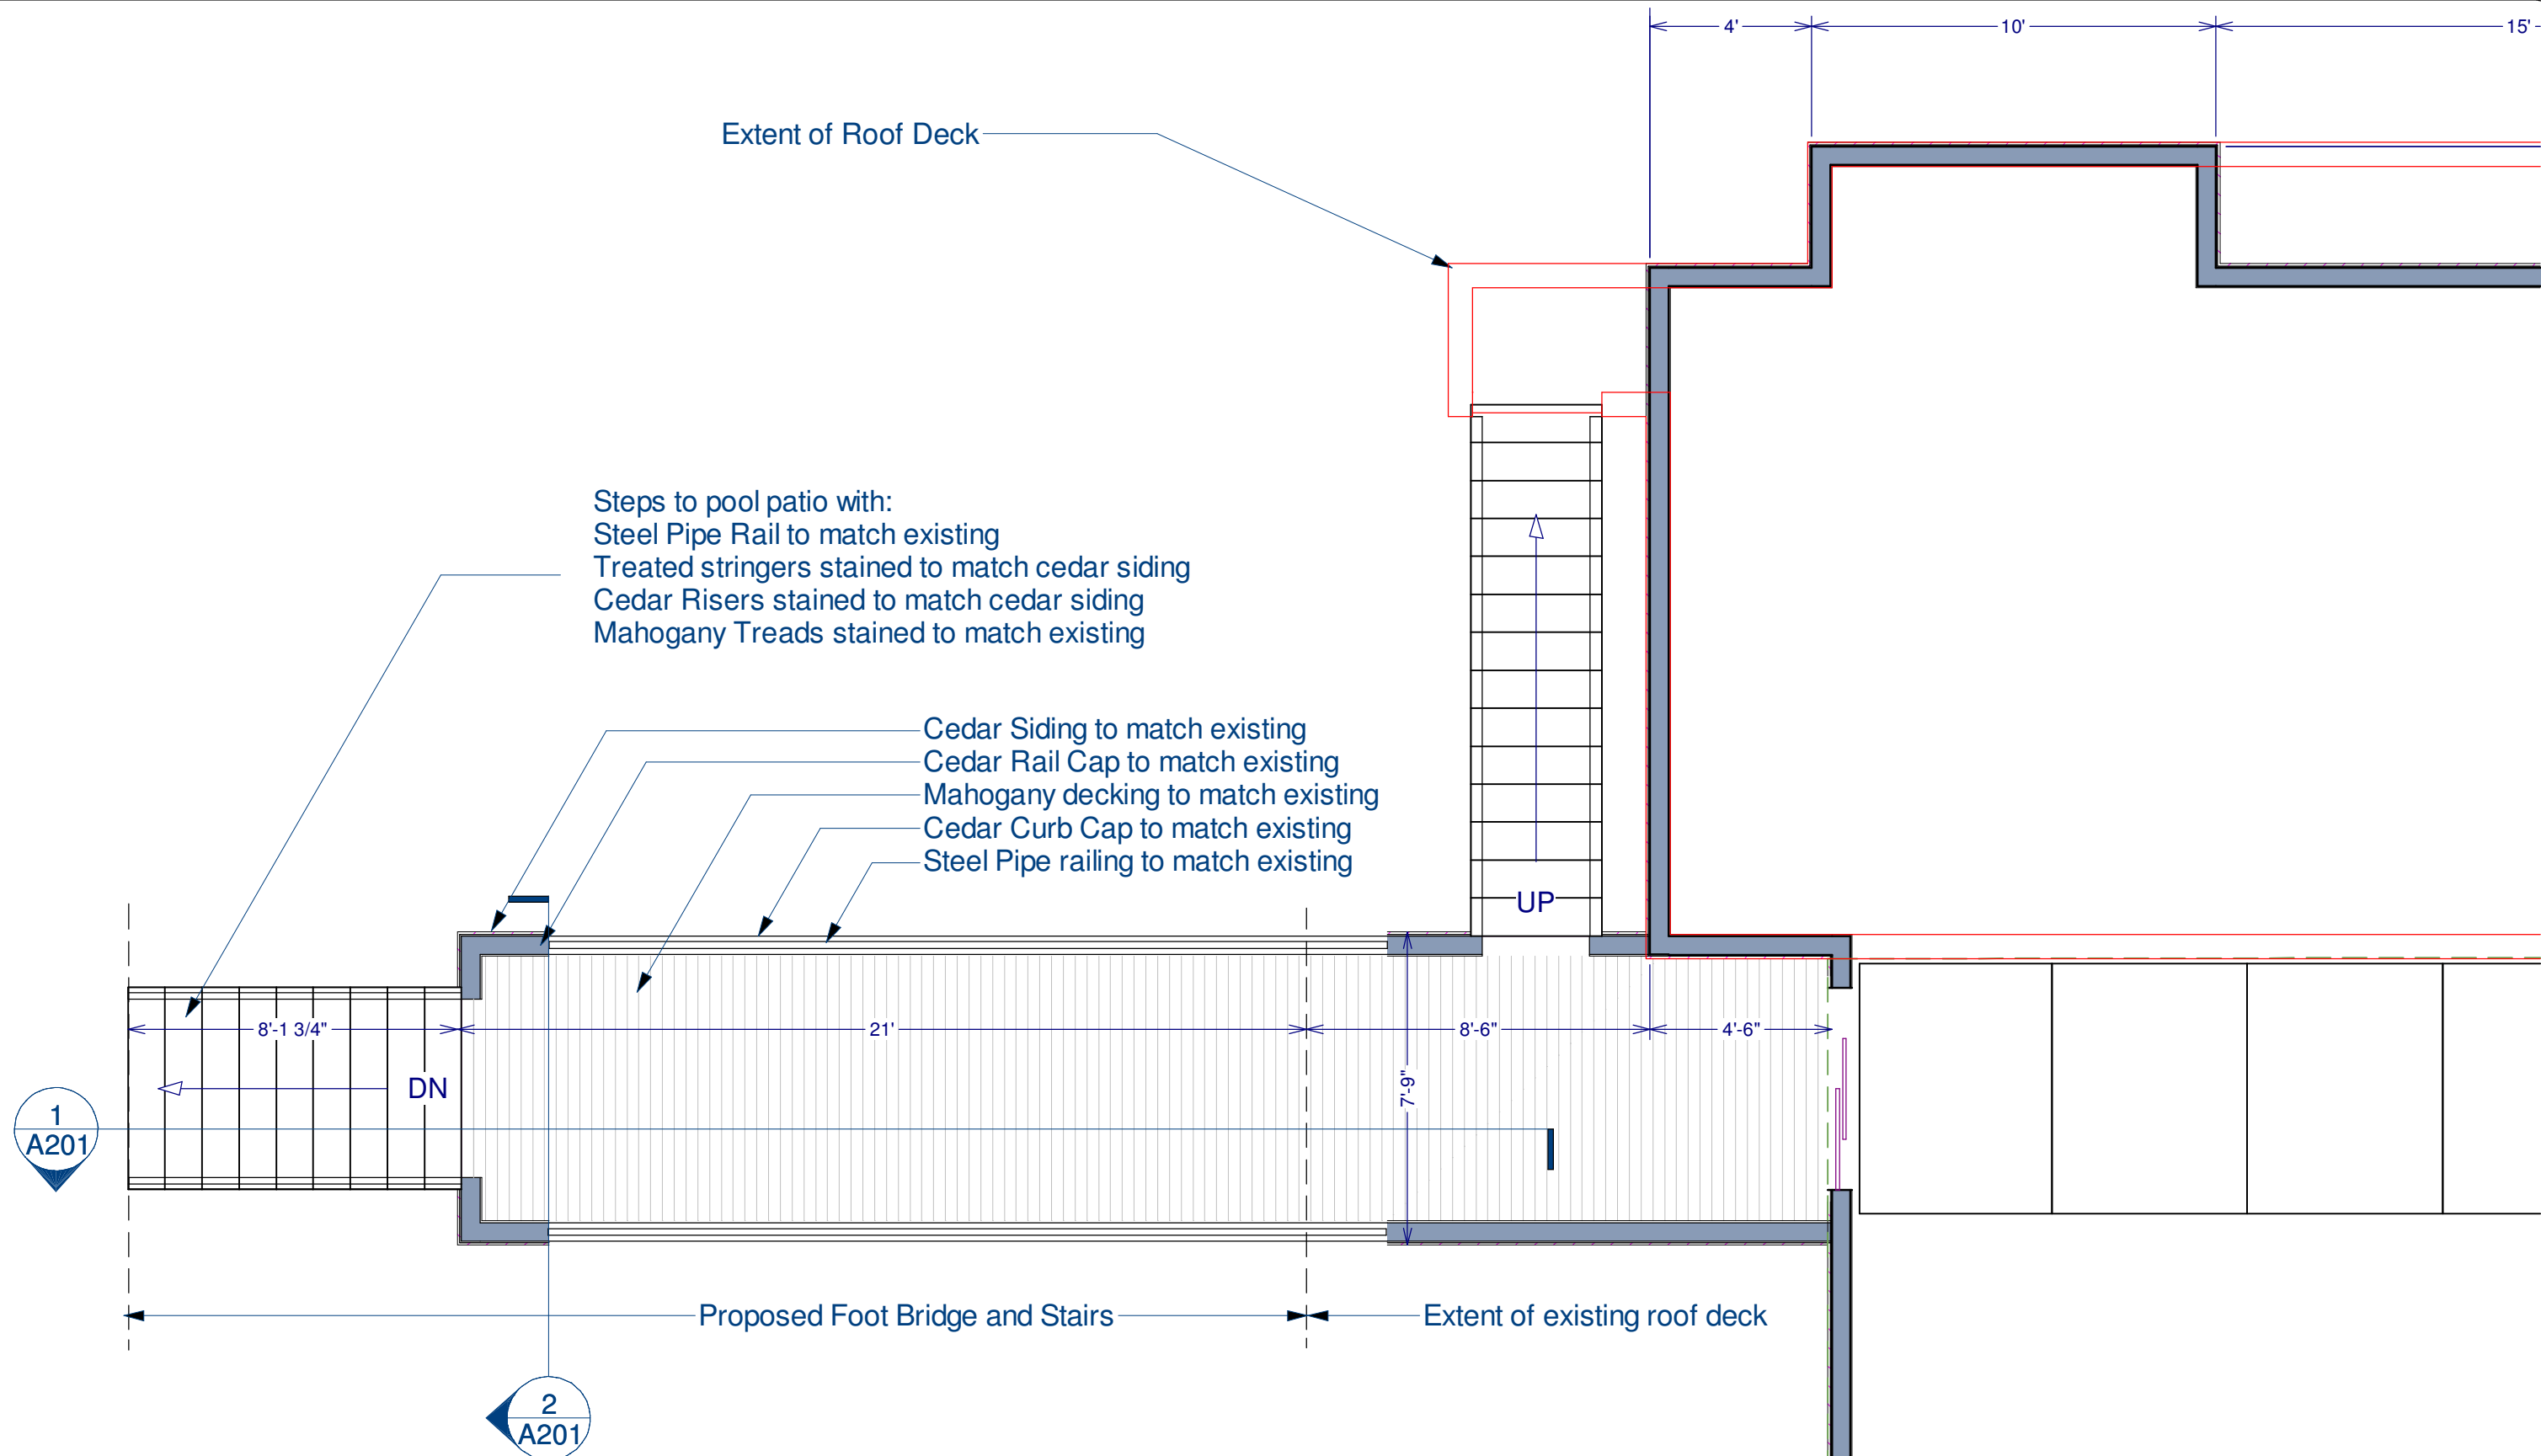 4'
10'
15'
Extent of Roof Deck
Steps to pool patio with:
Steel Pipe Rail to match existing
Treated stringers stained to match cedar siding
Cedar Risers stained to match cedar siding
Mahogany Treads stained to match existing
Cedar Siding to match existing
Cedar Rail Cap to match existing
Mahogany decking to match existing
Cedar Curb Cap to match existing
Steel Pipe railing to match existing
UP
8'-1 3/4"
21'
8'-6"
4'-6"
7'-9"
DN
1
A201
Proposed Foot Bridge and Stairs
Extent of existing roof deck
2
A201